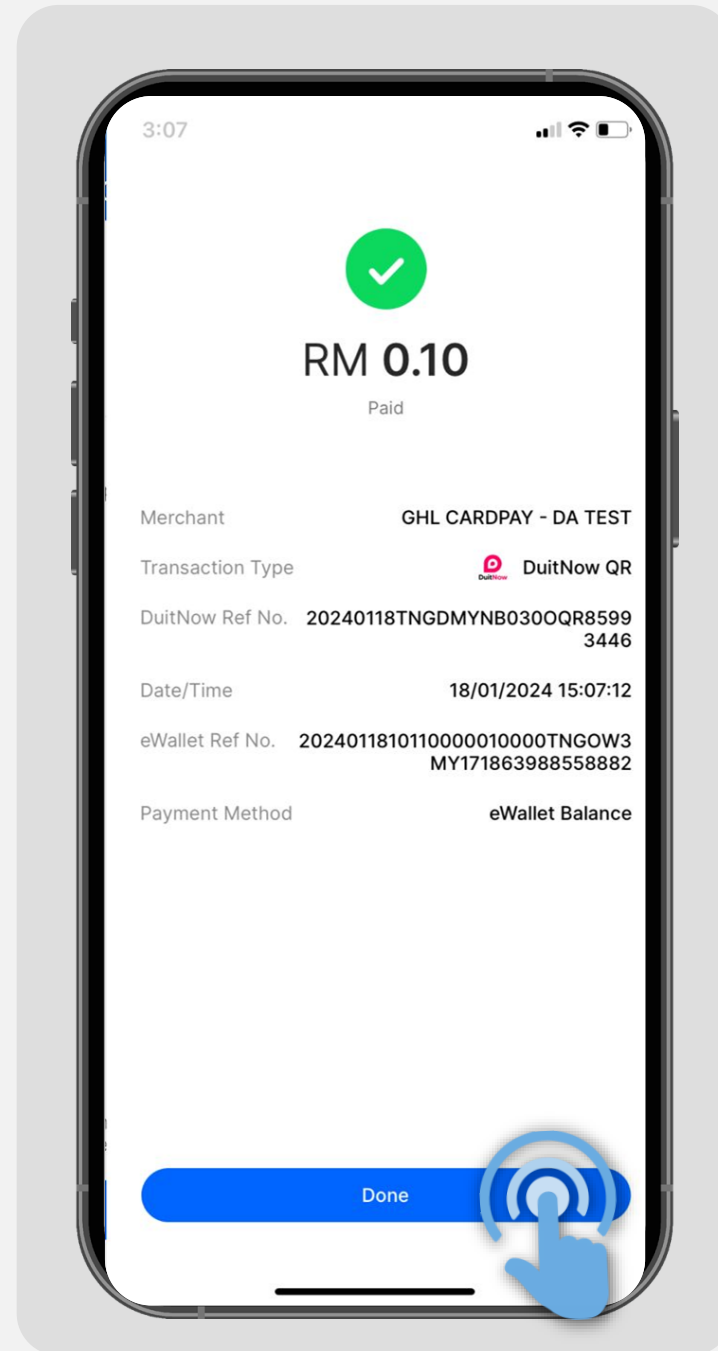 3:07
RM 0.10
Paid
Merchant GHL CARDPAY - DA TEST
Transaction Type DuitNow DuitNow QR
DuitNow Ref No. 20240118TNGDMYNB030OQR8599
3446
Date/Time 18/01/2024 15:07:12
eWallet Ref No. 2024011810110000010000TNGOW3
MY171863988558882
Payment Method eWallet Balance
Done